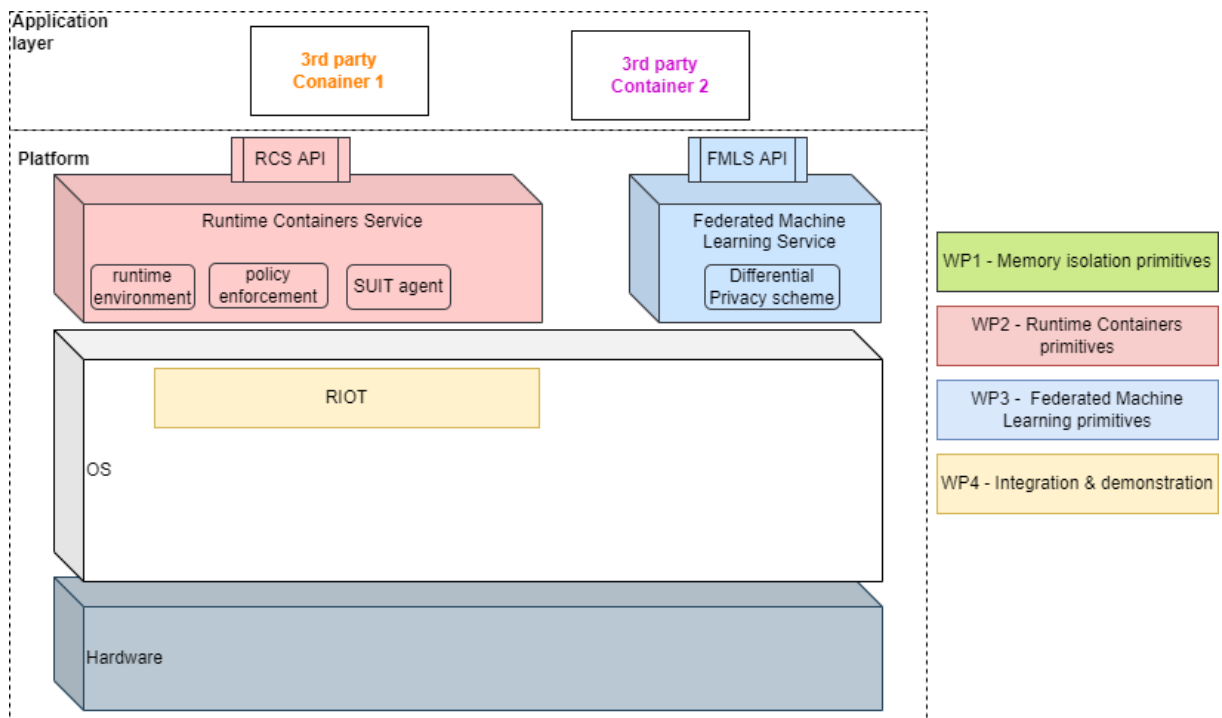 Application
layer
3rd party
Conainer 1
3rd party
Container 2
Platform
RCS API
FMLS API
Runtime Containers Service
runtime
environment
policy
enforcement
SUIT agent
Federated Machine
Learning Service
Differential
Privacy scheme
RIOT
OS
Hardware
WP1 - Memory isolation primitives
WP2 - Runtime Containers
primitives
WP3 - Federated Machine
Learning primitives
WP4 - Integration & demonstration